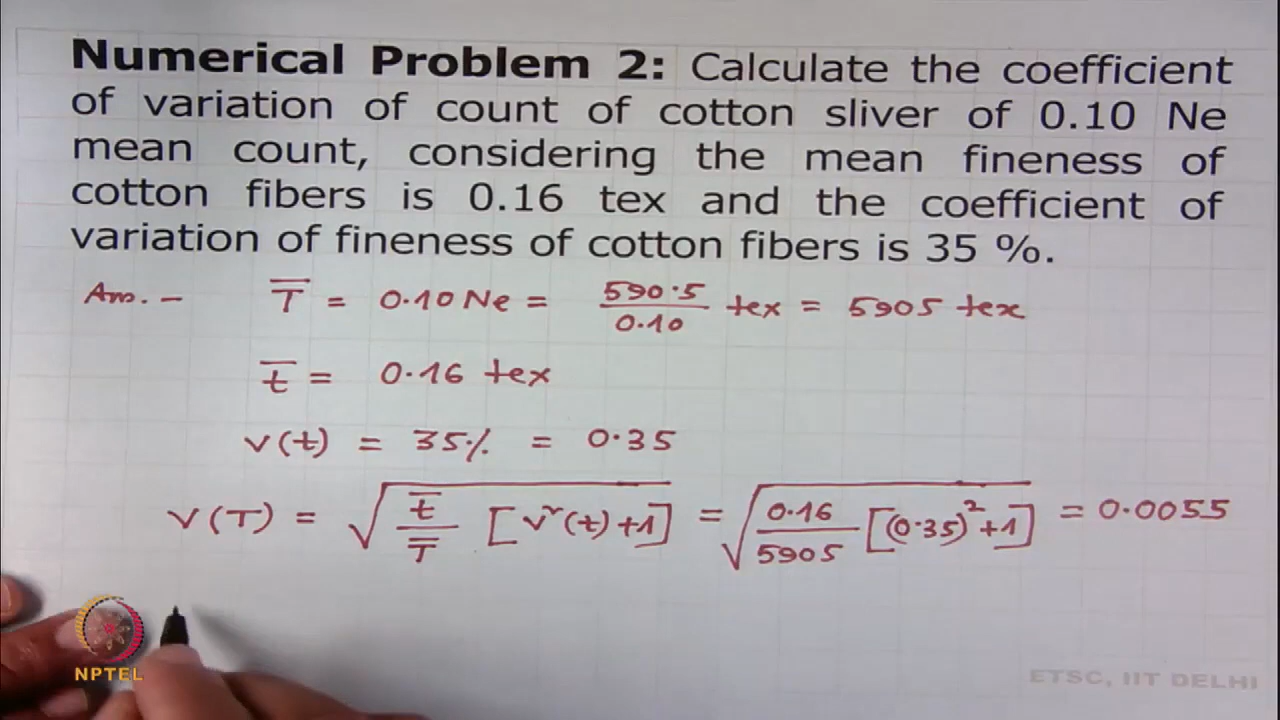 Numerical Problem 2: Calculate the coefficient
of variation of count of cotton sliver of 0.10 Ne
mean count, considering the mean fineness of
cotton fibers is 0.16 tex and the coefficient of
variation of fineness of cotton fibers is 35 %.
Ans. – T̄ = 0.10 Ne = 590.5/0.10 tex = 5905 tex
t̄ = 0.16 tex
v(t) = 35% = 0.35
v(T) = √(t̄/T̄ [v²(t)+1]) = √(0.16/5905 [(0.35)²+1]) = 0.0055
NPTEL
ETSC, IIT DELHI